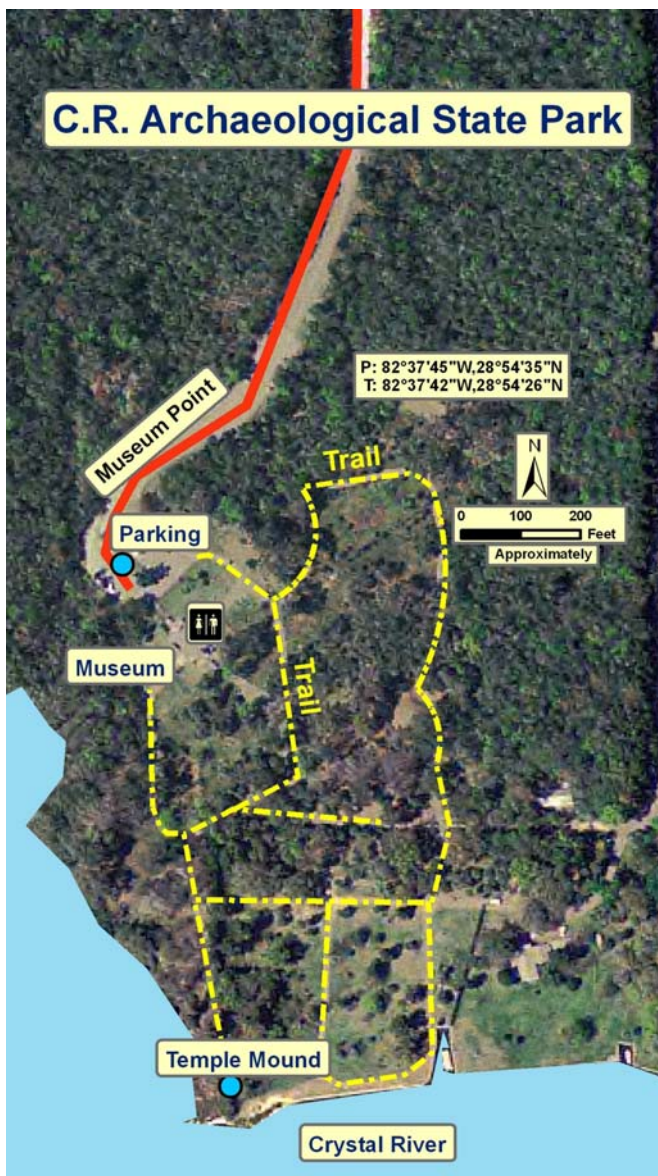 C.R. Archaeological State Park
P: 82°37'45"W,28°54'35"N
T: 82°37'42"W,28°54'26"N
Museum Point
Trail
N
0 100 200
Feet
Approximately
Parking
Museum
Trail
Temple Mound
Crystal River